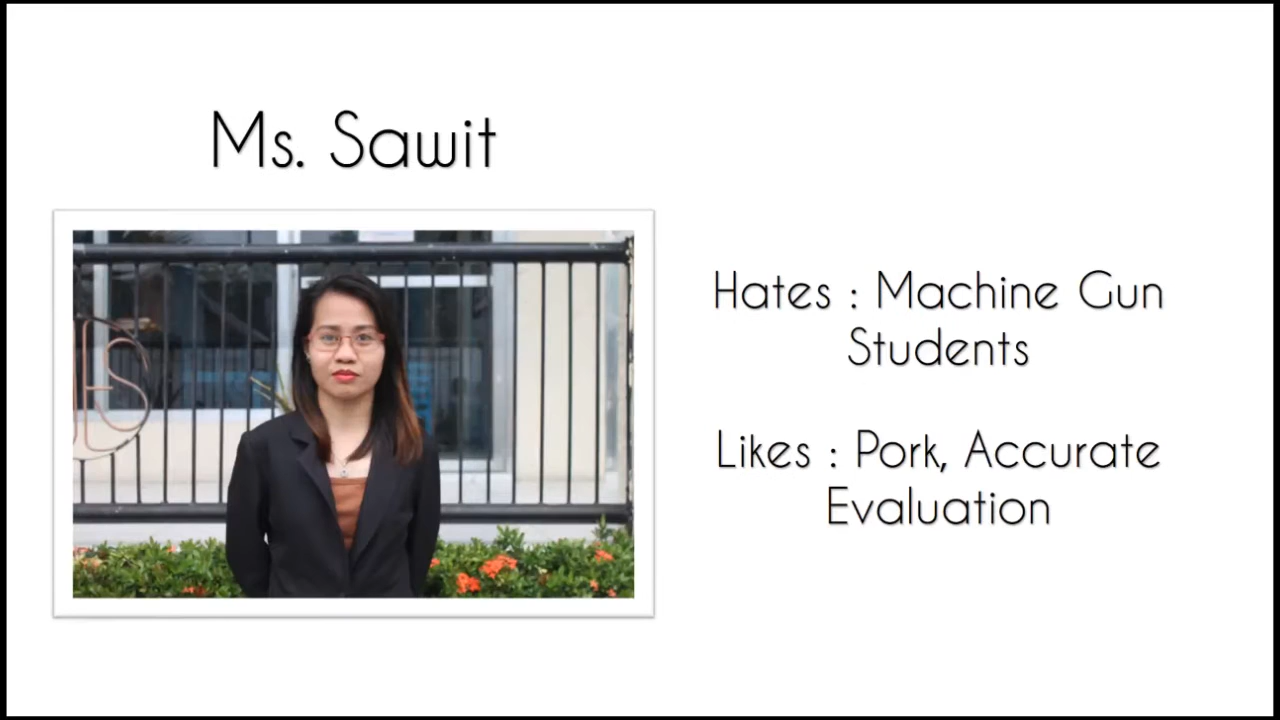 Ms. Sawit
Hates : Machine Gun
Students
Likes : Pork, Accurate
Evaluation